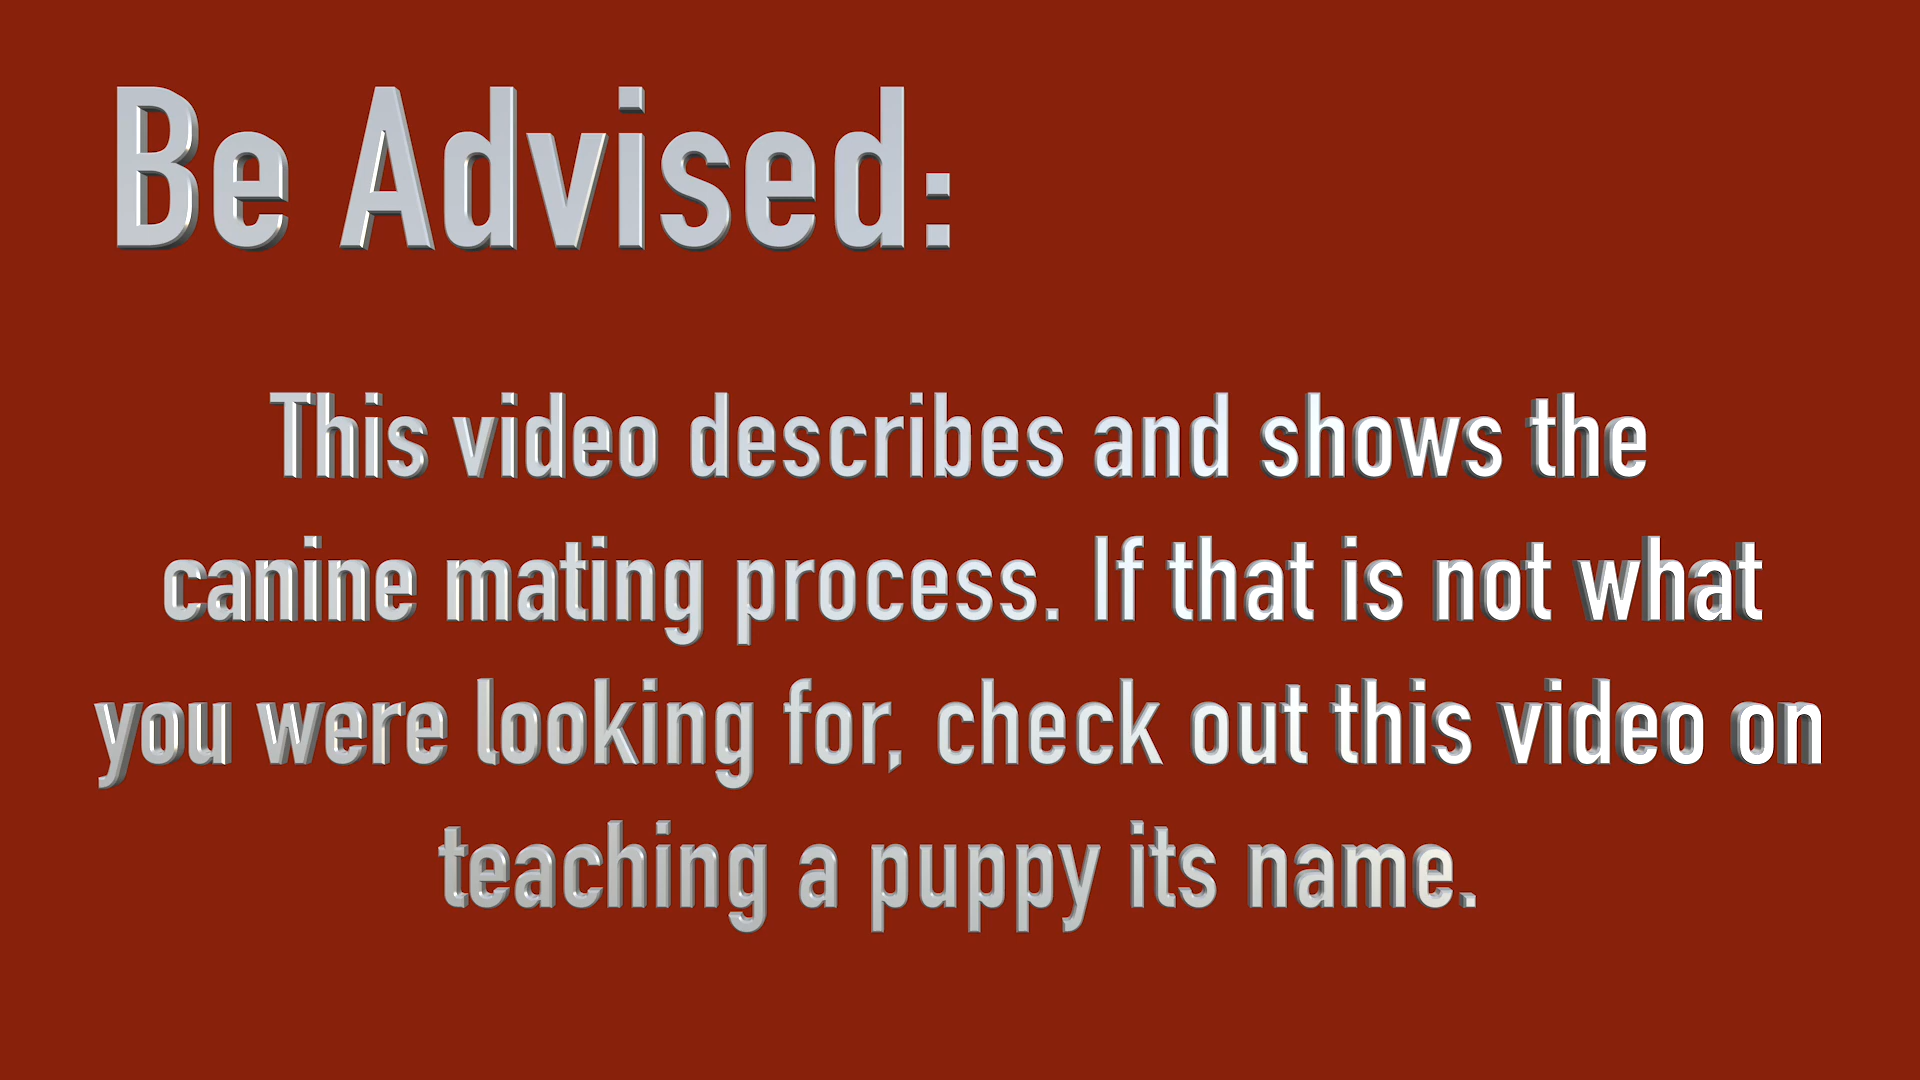 Be Advised:
This video describes and shows the
canine mating process. If that is not what
you were looking for, check out this video on
teaching a puppy its name.